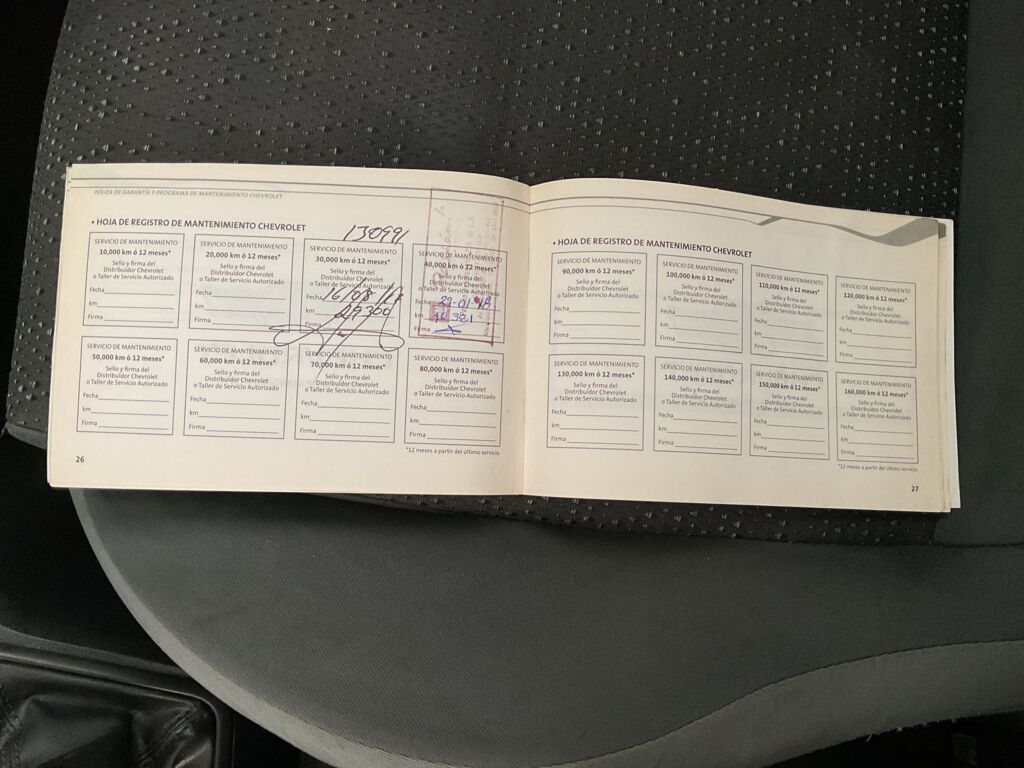 POLIZA DE GARANTÍA Y PROGRAMA DE MANTENIMIENTO CHEVROLET
• HOJA DE REGISTRO DE MANTENIMIENTO CHEVROLET
130991
SERVICIO DE MANTENIMIENTO
10,000 km ó 12 meses*
Sello y firma del
Distribuidor Chevrolet
o Taller de Servicio Autorizado
Fecha
km
Firma
SERVICIO DE MANTENIMIENTO
20,000 km ó 12 meses*
Sello y firma del
Distribuidor Chevrolet
o Taller de Servicio Autorizado
Fecha
km
Firma
SERVICIO DE MANTENIMIENTO
30,000 km ó 12 meses*
Sello y firma del
Distribuidor Chevrolet
o Taller de Servicio Autorizado
Fecha 16/08/17
km 29300
Firma
SERVICIO DE MANTENIMIENTO
40,000 km ó 12 meses*
Sello y firma del
Distribuidor Chevrolet
o Taller de Servicio Autorizado
Fecha 29-01-18
km 40381
Firma
SERVICIO DE MANTENIMIENTO
50,000 km ó 12 meses*
Sello y firma del
Distribuidor Chevrolet
o Taller de Servicio Autorizado
Fecha
km
Firma
SERVICIO DE MANTENIMIENTO
60,000 km ó 12 meses*
Sello y firma del
Distribuidor Chevrolet
o Taller de Servicio Autorizado
Fecha
km
Firma
SERVICIO DE MANTENIMIENTO
70,000 km ó 12 meses*
Sello y firma del
Distribuidor Chevrolet
o Taller de Servicio Autorizado
Fecha
km
Firma
SERVICIO DE MANTENIMIENTO
80,000 km ó 12 meses*
Sello y firma del
Distribuidor Chevrolet
o Taller de Servicio Autorizado
Fecha
km
Firma
*12 meses a partir del último servicio.
26
• HOJA DE REGISTRO DE MANTENIMIENTO CHEVROLET
SERVICIO DE MANTENIMIENTO
90,000 km ó 12 meses*
Sello y firma del
Distribuidor Chevrolet
o Taller de Servicio Autorizado
Fecha
km
Firma
SERVICIO DE MANTENIMIENTO
100,000 km ó 12 meses*
Sello y firma del
Distribuidor Chevrolet
o Taller de Servicio Autorizado
Fecha
km
Firma
SERVICIO DE MANTENIMIENTO
110,000 km ó 12 meses*
Sello y firma del
Distribuidor Chevrolet
o Taller de Servicio Autorizado
Fecha
km
Firma
SERVICIO DE MANTENIMIENTO
120,000 km ó 12 meses*
Sello y firma del
Distribuidor Chevrolet
o Taller de Servicio Autorizado
Fecha
km
Firma
SERVICIO DE MANTENIMIENTO
130,000 km ó 12 meses*
Sello y firma del
Distribuidor Chevrolet
o Taller de Servicio Autorizado
Fecha
km
Firma
SERVICIO DE MANTENIMIENTO
140,000 km ó 12 meses*
Sello y firma del
Distribuidor Chevrolet
o Taller de Servicio Autorizado
Fecha
km
Firma
SERVICIO DE MANTENIMIENTO
150,000 km ó 12 meses*
Sello y firma del
Distribuidor Chevrolet
o Taller de Servicio Autorizado
Fecha
km
Firma
SERVICIO DE MANTENIMIENTO
160,000 km ó 12 meses*
Sello y firma del
Distribuidor Chevrolet
o Taller de Servicio Autorizado
Fecha
km
Firma
*12 meses a partir del último servicio.
27